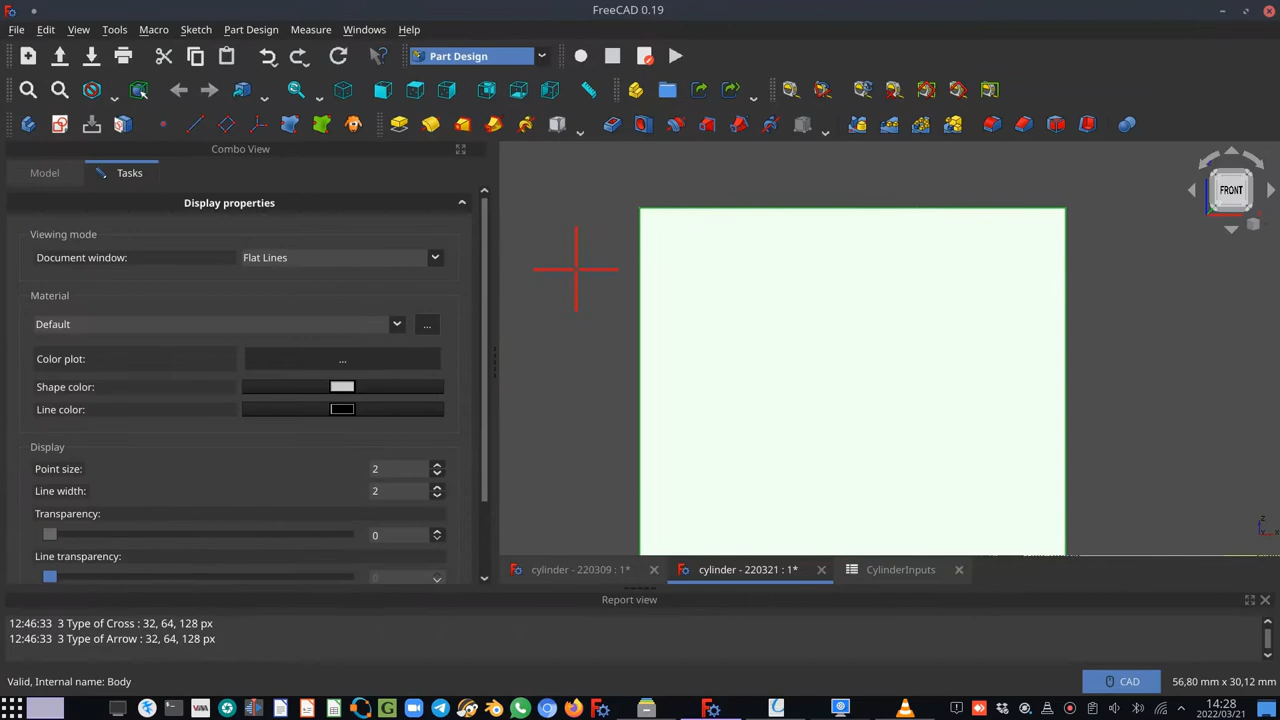 FreeCAD 0.19
File Edit View Tools Macro Sketch Part Design Measure Windows Help
Part Design
Combo View
Model Tasks
Display properties
Viewing mode
Document window: Flat Lines
Material
Default ...
Color plot: ...
Shape color:
Line color:
Display
Point size: 2
Line width: 2
Transparency:
0
Line transparency:
0
FRONT
cylinder - 220309 : 1* cylinder - 220321 : 1* CylinderInputs
Report view
12:46:33 3 Type of Cross : 32, 64, 128 px
12:46:33 3 Type of Arrow : 32, 64, 128 px
Valid, Internal name: Body CAD 56,80 mm x 30,12 mm
14:28
2022/03/21